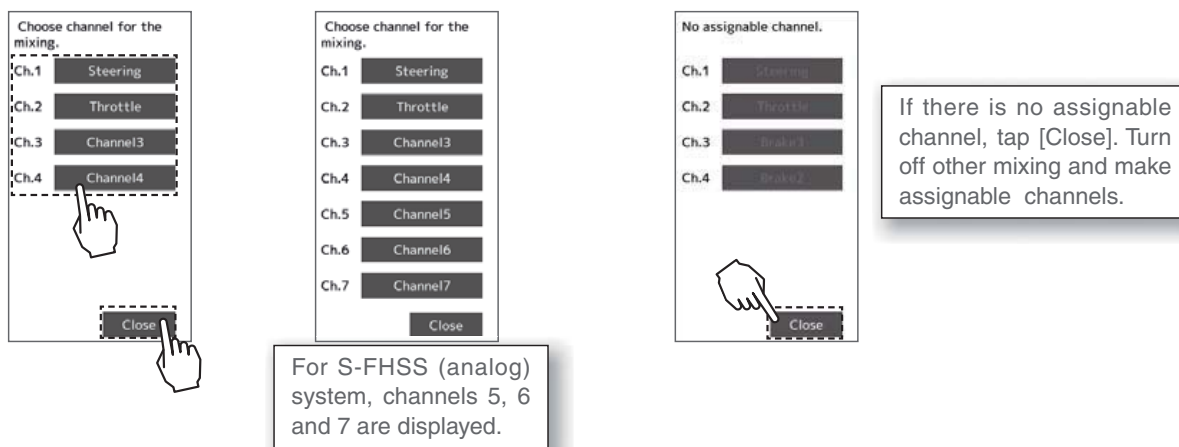 Choose channel for the
mixing.
Ch.1 Steering
Ch.2 Throttle
Ch.3 Channel3
Ch.4 Channel4
Close
Choose channel for the
mixing.
Ch.1 Steering
Ch.2 Throttle
Ch.3 Channel3
Ch.4 Channel4
Ch.5 Channel5
Ch.6 Channel6
Ch.7 Channel7
Close
For S-FHSS (analog)
system, channels 5, 6
and 7 are displayed.
No assignable channel.
Ch.1 Steering
Ch.2 Throttle
Ch.3 Brake3
Ch.4 Brake2
Close
If there is no assignable
channel, tap [Close]. Turn
off other mixing and make
assignable channels.